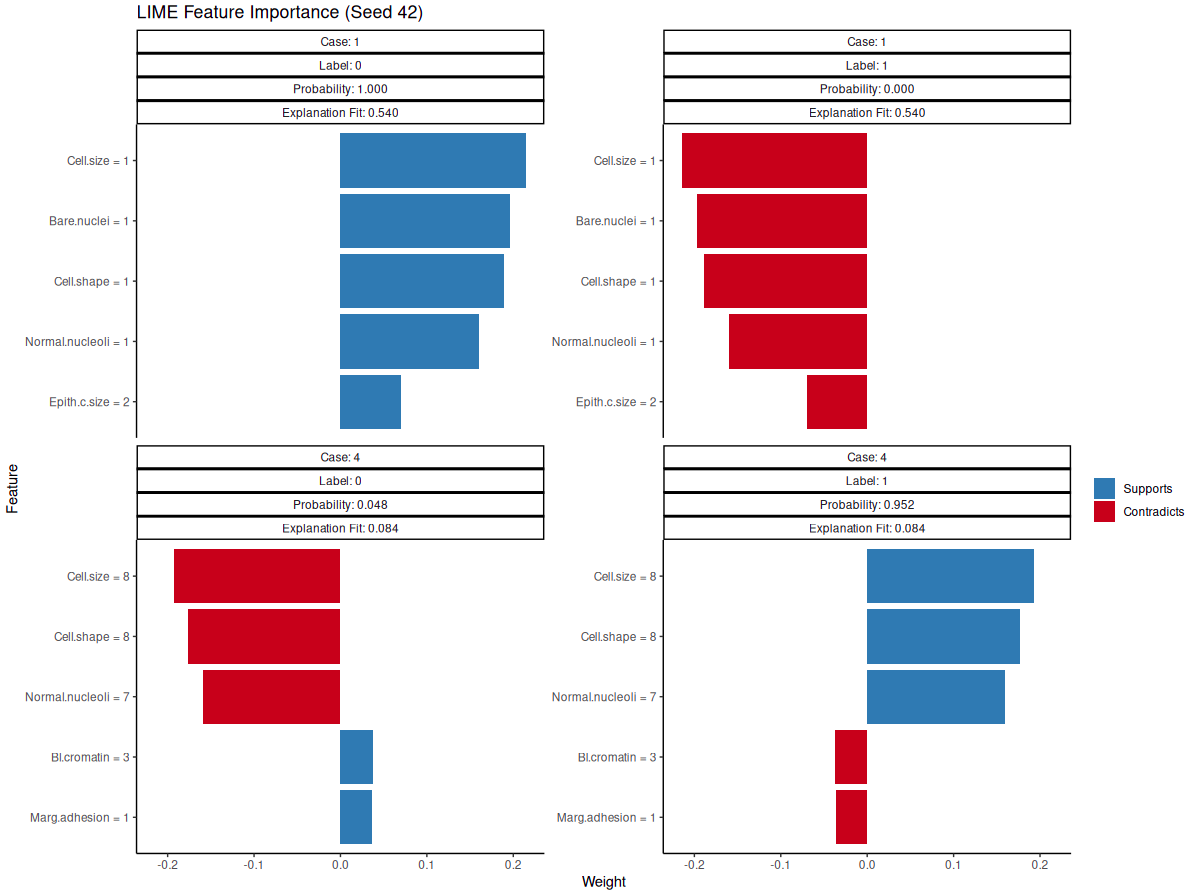 LIME Feature Importance (Seed 42)
Case: 1
Label: 0
Probability: 1.000
Explanation Fit: 0.540
Cell.size = 1
Bare.nuclei = 1
Cell.shape = 1
Normal.nucleoli = 1
Epith.c.size = 2
Case: 1
Label: 1
Probability: 0.000
Explanation Fit: 0.540
Cell.size = 1
Bare.nuclei = 1
Cell.shape = 1
Normal.nucleoli = 1
Epith.c.size = 2
Feature
Case: 4
Label: 0
Probability: 0.048
Explanation Fit: 0.084
Cell.size = 8
Cell.shape = 8
Normal.nucleoli = 7
Bl.cromatin = 3
Marg.adhesion = 1
-0.2 -0.1 0.0 0.1 0.2
Case: 4
Label: 1
Probability: 0.952
Explanation Fit: 0.084
Cell.size = 8
Cell.shape = 8
Normal.nucleoli = 7
Bl.cromatin = 3
Marg.adhesion = 1
-0.2 -0.1 0.0 0.1 0.2
Weight
Supports
Contradicts